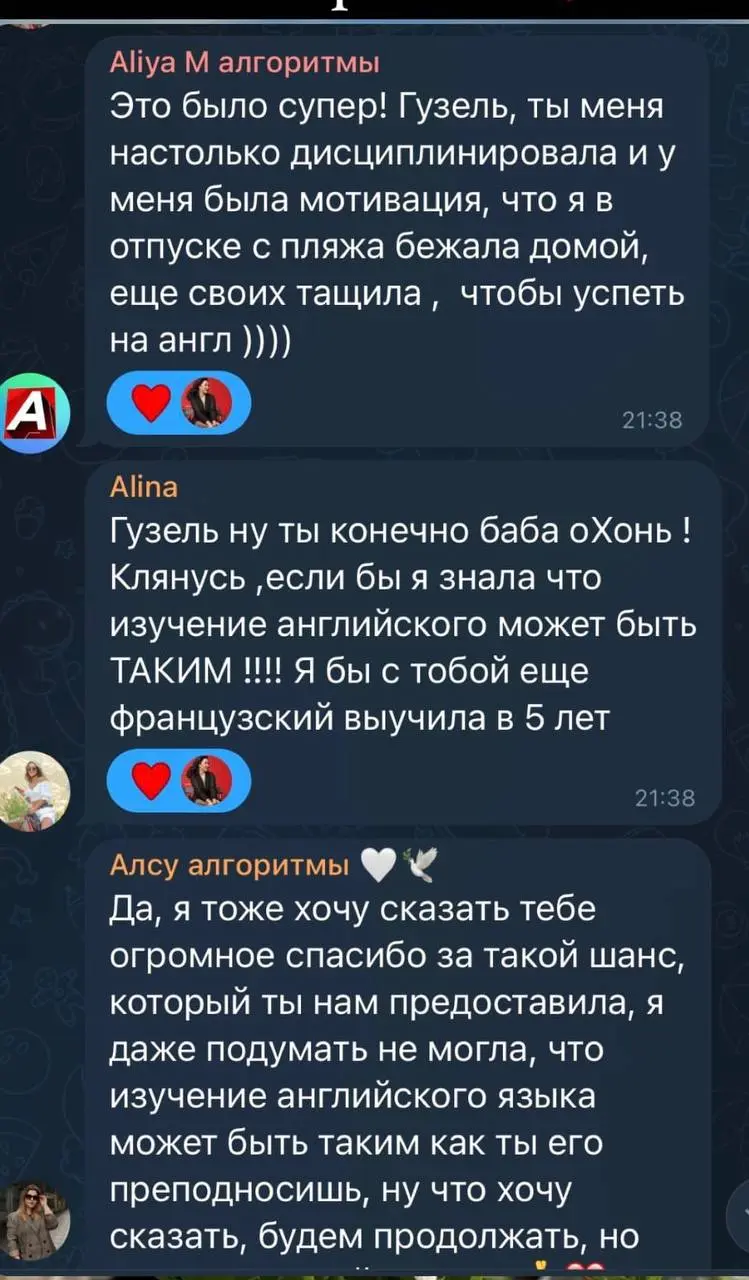 Aliya M алгоритмы
Это было супер! Гузель, ты меня
настолько дисциплинировала и у
меня была мотивация, что я в
отпуске с пляжа бежала домой,
еще своих тащила , чтобы успеть
на англ ))))
21:38
A
Alina
Гузель ну ты конечно баба оХонь !
Клянусь ,если бы я знала что
изучение английского может быть
ТАКИМ !!!! Я бы с тобой еще
французский выучила в 5 лет
21:38
Алсу алгоритмы 🤍🕊
Да, я тоже хочу сказать тебе
огромное спасибо за такой шанс,
который ты нам предоставила, я
даже подумать не могла, что
изучение английского языка
может быть таким как ты его
преподносишь, ну что хочу
сказать, будем продолжать, но